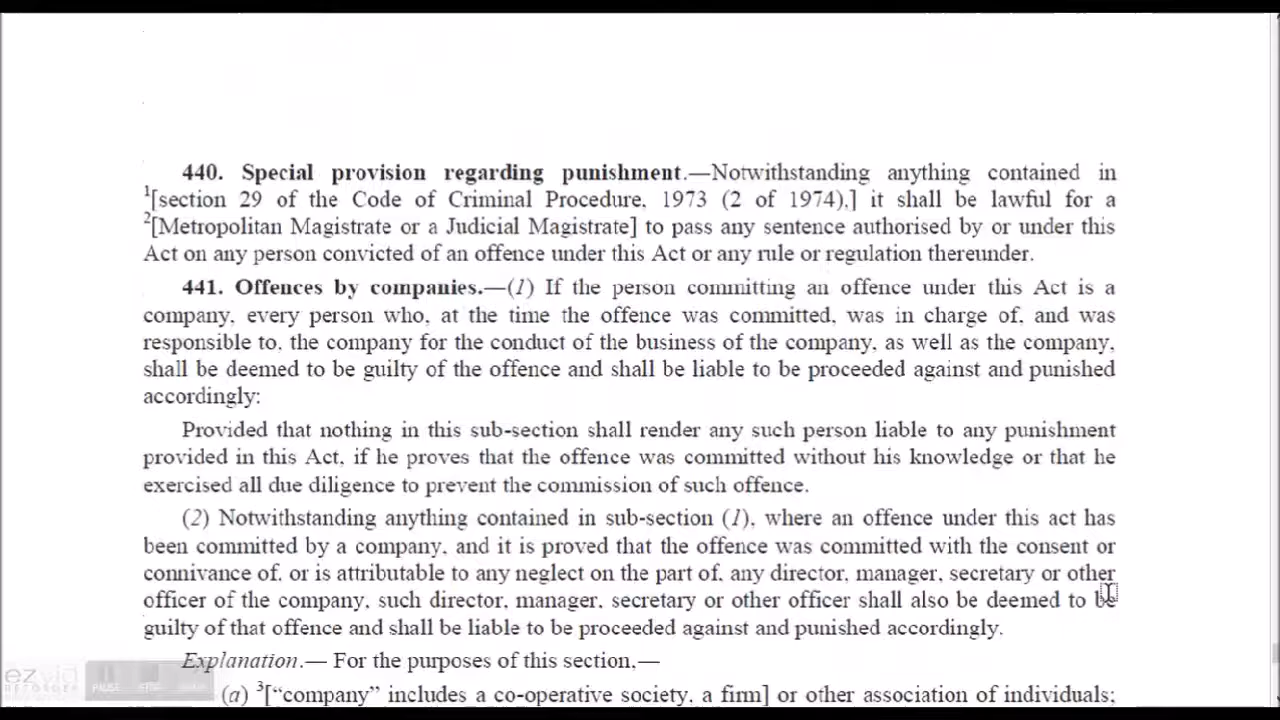 440. Special provision regarding punishment.—Notwithstanding anything contained in
1[section 29 of the Code of Criminal Procedure, 1973 (2 of 1974),] it shall be lawful for a
2[Metropolitan Magistrate or a Judicial Magistrate] to pass any sentence authorised by or under this
Act on any person convicted of an offence under this Act or any rule or regulation thereunder.
441. Offences by companies.—(1) If the person committing an offence under this Act is a
company, every person who, at the time the offence was committed, was in charge of, and was
responsible to, the company for the conduct of the business of the company, as well as the company,
shall be deemed to be guilty of the offence and shall be liable to be proceeded against and punished
accordingly:
Provided that nothing in this sub-section shall render any such person liable to any punishment
provided in this Act, if he proves that the offence was committed without his knowledge or that he
exercised all due diligence to prevent the commission of such offence.
(2) Notwithstanding anything contained in sub-section (1), where an offence under this act has
been committed by a company, and it is proved that the offence was committed with the consent or
connivance of, or is attributable to any neglect on the part of, any director, manager, secretary or other
officer of the company, such director, manager, secretary or other officer shall also be deemed to be
guilty of that offence and shall be liable to be proceeded against and punished accordingly.
Explanation.— For the purposes of this section,—
(a) 3["company" includes a co-operative society, a firm] or other association of individuals;
ezvid
RECORDER
PAUSE
STOP